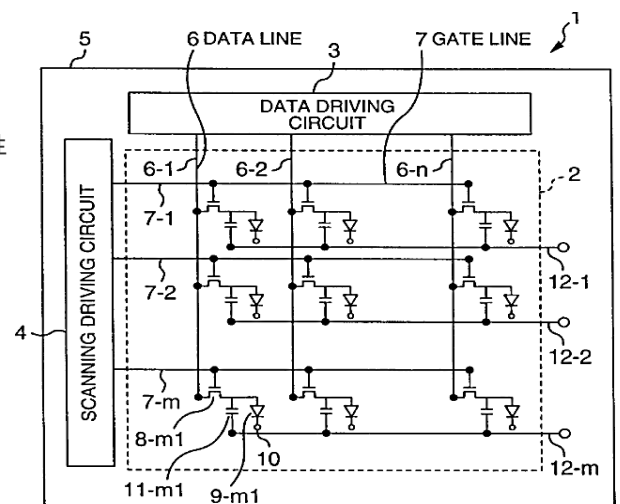 1
5
6 DATA LINE
3
7 GATE LINE
DATA DRIVING
CIRCUIT
6-1
6-2
6-n
2
7-1
12-1
SCANNING DRIVING CIRCUIT
7-2
12-2
4
7-m
8-m1
10
11-m1
9-m1
12-m